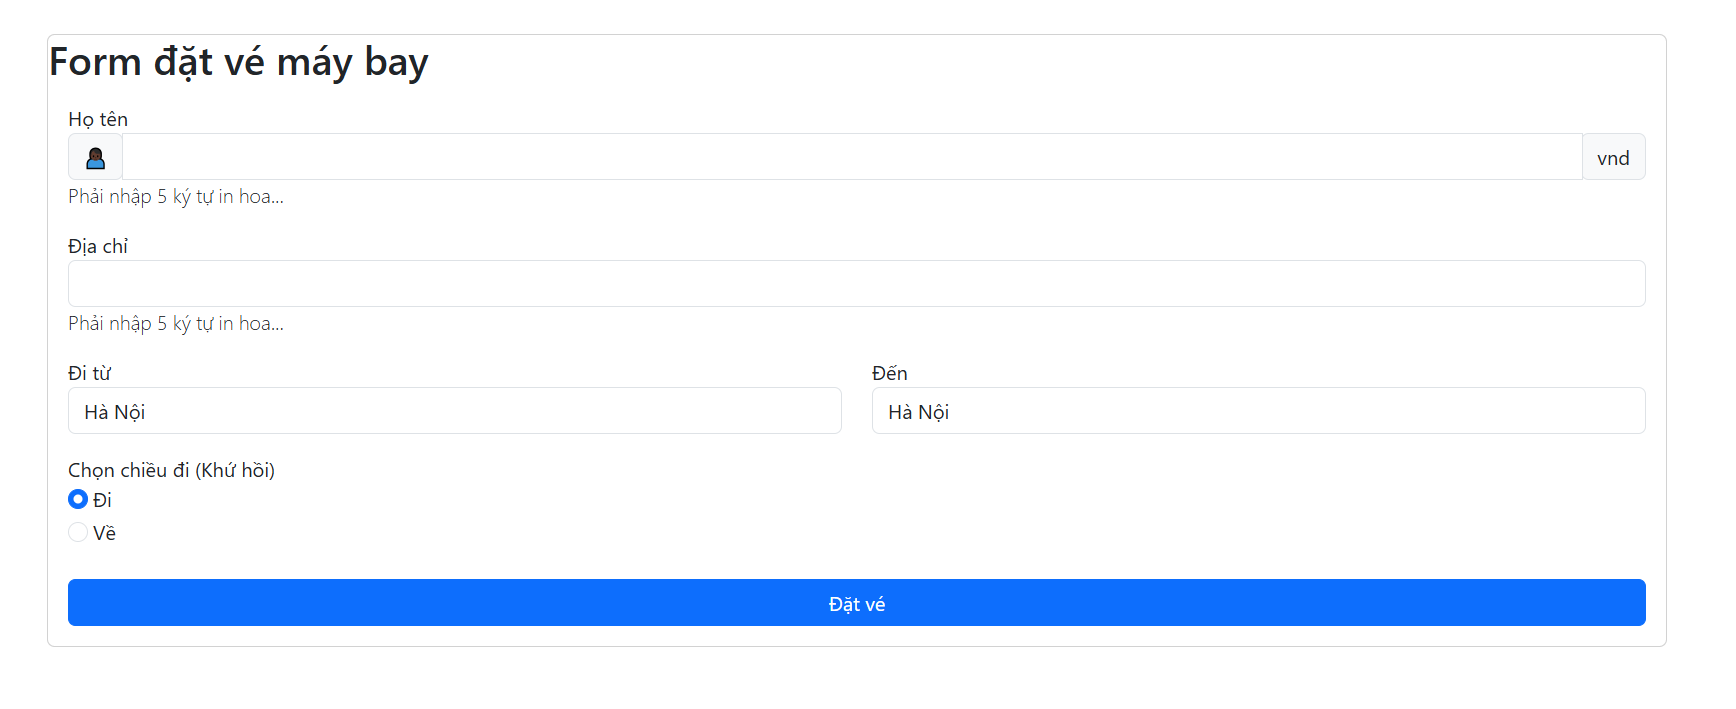 Form đặt vé máy bay
Họ tên
vnd
Phải nhập 5 ký tự in hoa...
Địa chỉ
Phải nhập 5 ký tự in hoa...
Đi từ
Đến
Hà Nội
Hà Nội
Chọn chiều đi (Khứ hồi)
Đi
Về
Đặt vé